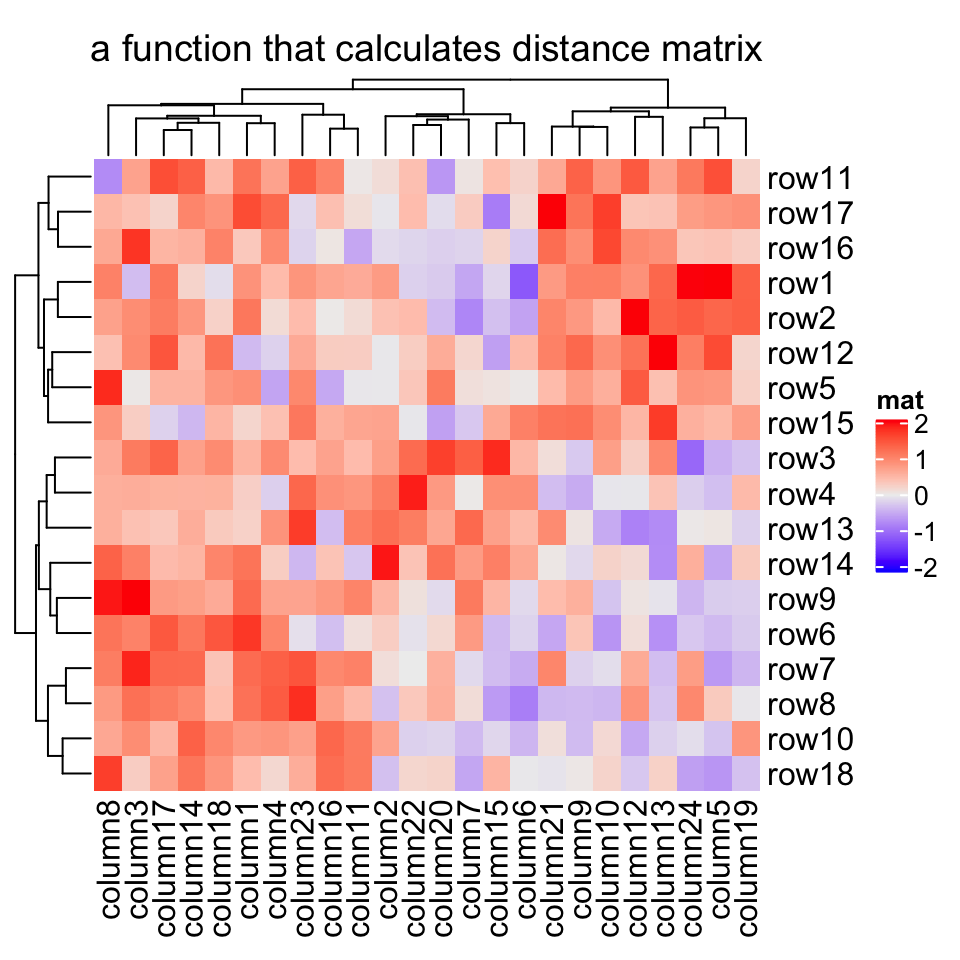 a function that calculates distance matrix
row11
row17
row16
row1
row2
row12
row5
row15
row3
row4
row13
row14
row9
row6
row7
row8
row10
row18
mat
2
1
0
-1
-2
column8
column3
column17
column14
column18
column1
column4
column23
column16
column11
column2
column22
column20
column7
column15
column6
column21
column9
column10
column12
column13
column24
column5
column19